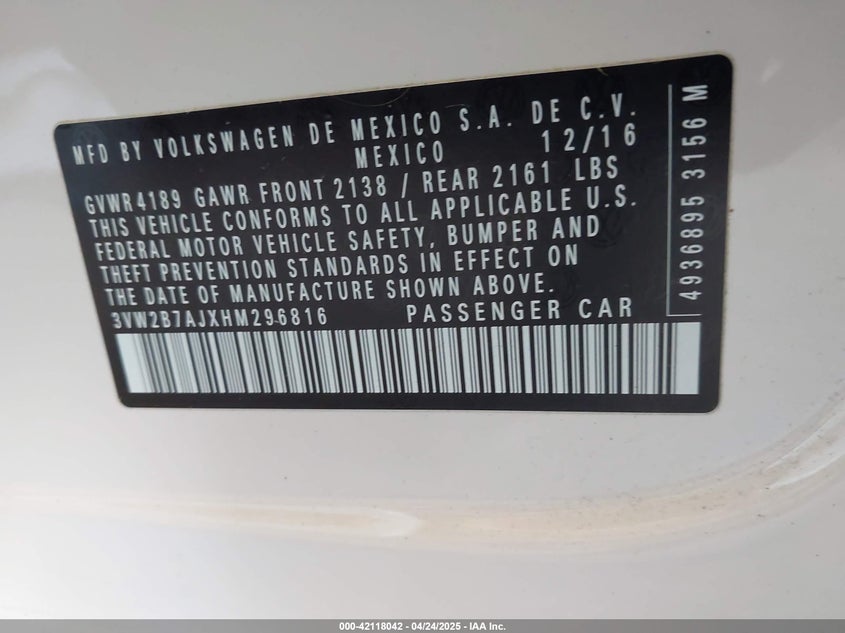 MFD BY VOLKSWAGEN DE MEXICO S.A. DE C.V.
MEXICO 12/16
GVWR4189 GAWR FRONT 2138 / REAR 2161 LBS
THIS VEHICLE CONFORMS TO ALL APPLICABLE U.S.
FEDERAL MOTOR VEHICLE SAFETY, BUMPER AND
THEFT PREVENTION STANDARDS IN EFFECT ON
THE DATE OF MANUFACTURE SHOWN ABOVE.
3VW2B7AJXHM296816 PASSENGER CAR
4936895 3156 M
000-42118042 - 04/24/2025 - IAA Inc.